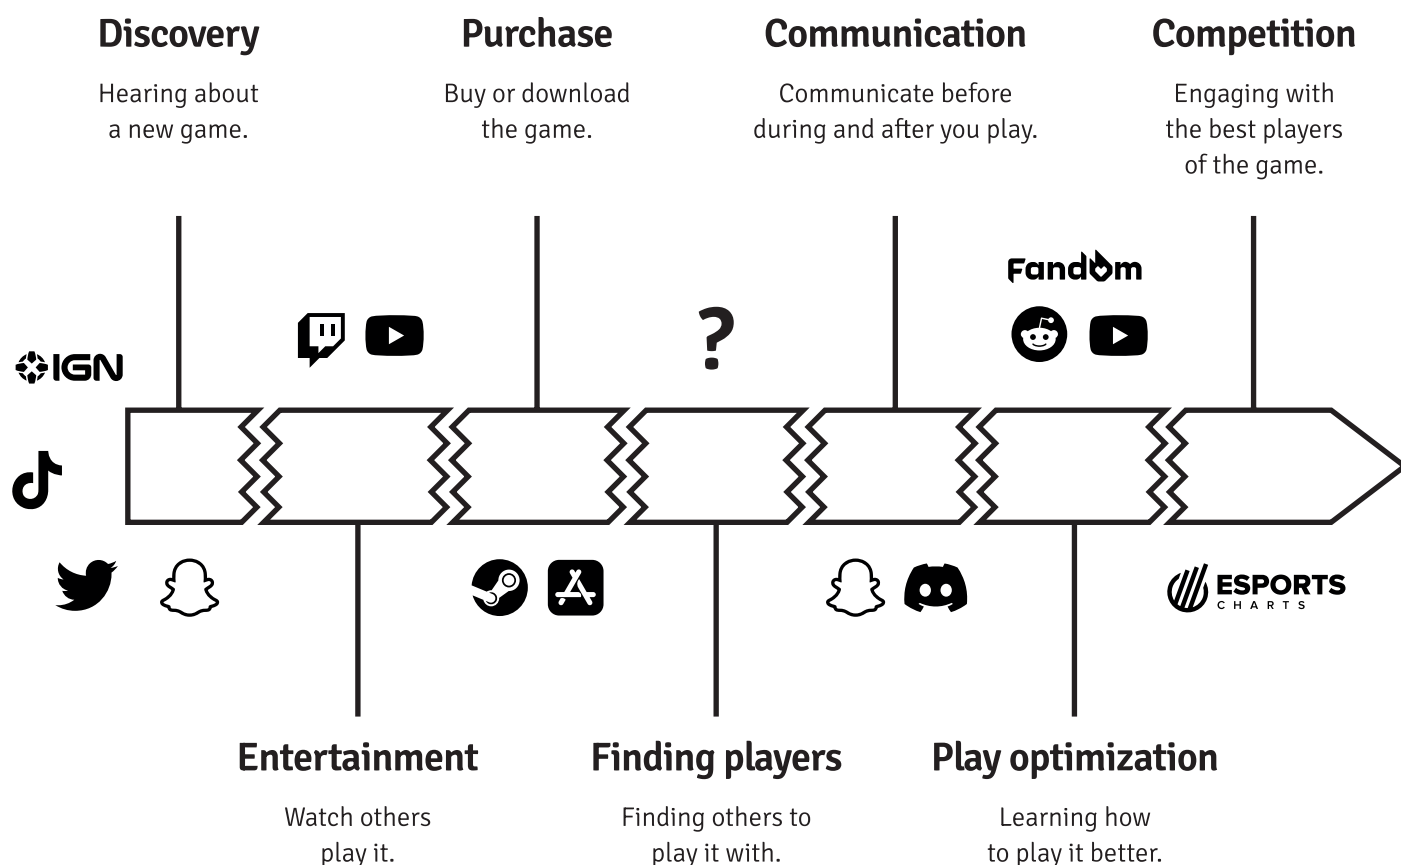 Discovery
Hearing about
a new game.
Purchase
Buy or download
the game.
Communication
Communicate before
during and after you play.
Competition
Engaging with
the best players
of the game.
IGN
?
Fandom
ESPORTS
CHARTS
Entertainment
Watch others
play it.
Finding players
Finding others to
play it with.
Play optimization
Learning how
to play it better.